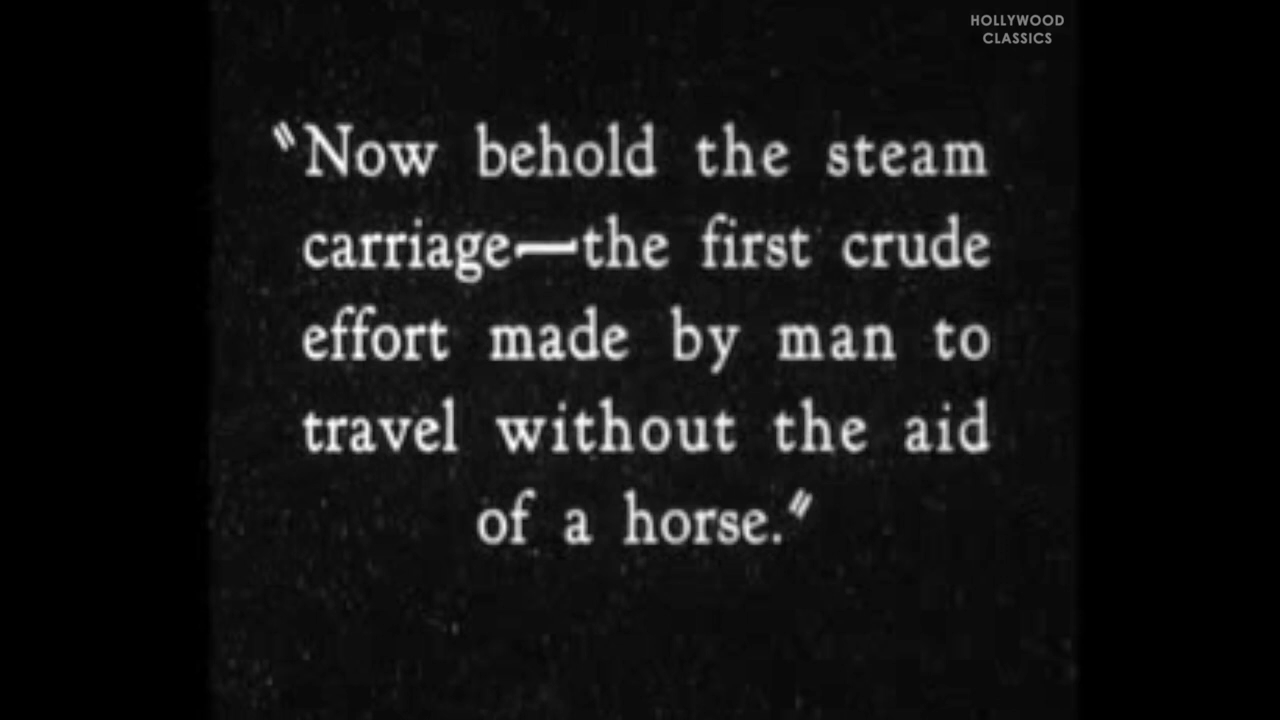 HOLLYWOOD
CLASSICS
"Now behold the steam
carriage—the first crude
effort made by man to
travel without the aid
of a horse."